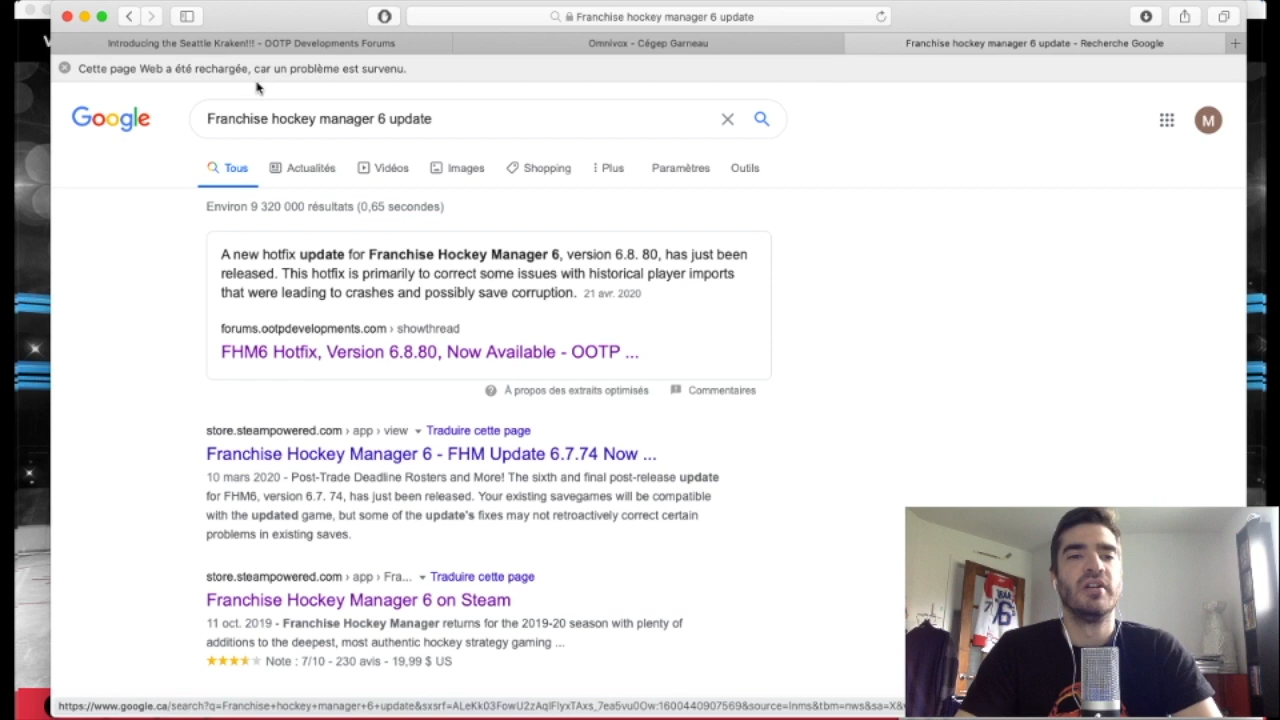 Franchise hockey manager 6 update
Introducing the Seattle Kraken!!! - OOTP Developments Forums
Omnivox - Cégep Garneau
Franchise hockey manager 6 update - Recherche Google
Cette page Web a été rechargée, car un problème est survenu.
Google
Franchise hockey manager 6 update
M
Tous
Actualités
Vidéos
Images
Shopping
Plus
Paramètres
Outils
Environ 9 320 000 résultats (0,65 secondes)
A new hotfix update for Franchise Hockey Manager 6, version 6.8. 80, has just been
released. This hotfix is primarily to correct some issues with historical player imports
that were leading to crashes and possibly save corruption. 21 avr. 2020
forums.ootpdevelopments.com › showthread
FHM6 Hotfix, Version 6.8.80, Now Available - OOTP ...
À propos des extraits optimisés
Commentaires
store.steampowered.com › app › view Traduire cette page
Franchise Hockey Manager 6 - FHM Update 6.7.74 Now ...
10 mars 2020 - Post-Trade Deadline Rosters and More! The sixth and final post-release update
for FHM6, version 6.7. 74, has just been released. Your existing savegames will be compatible
with the updated game, but some of the update's fixes may not retroactively correct certain
problems in existing saves.
store.steampowered.com › app › Fra... Traduire cette page
Franchise Hockey Manager 6 on Steam
11 oct. 2019 - Franchise Hockey Manager returns for the 2019-20 season with plenty of
additions to the deepest, most authentic hockey strategy gaming ...
Note : 7/10 - 230 avis - 19,99 $ US